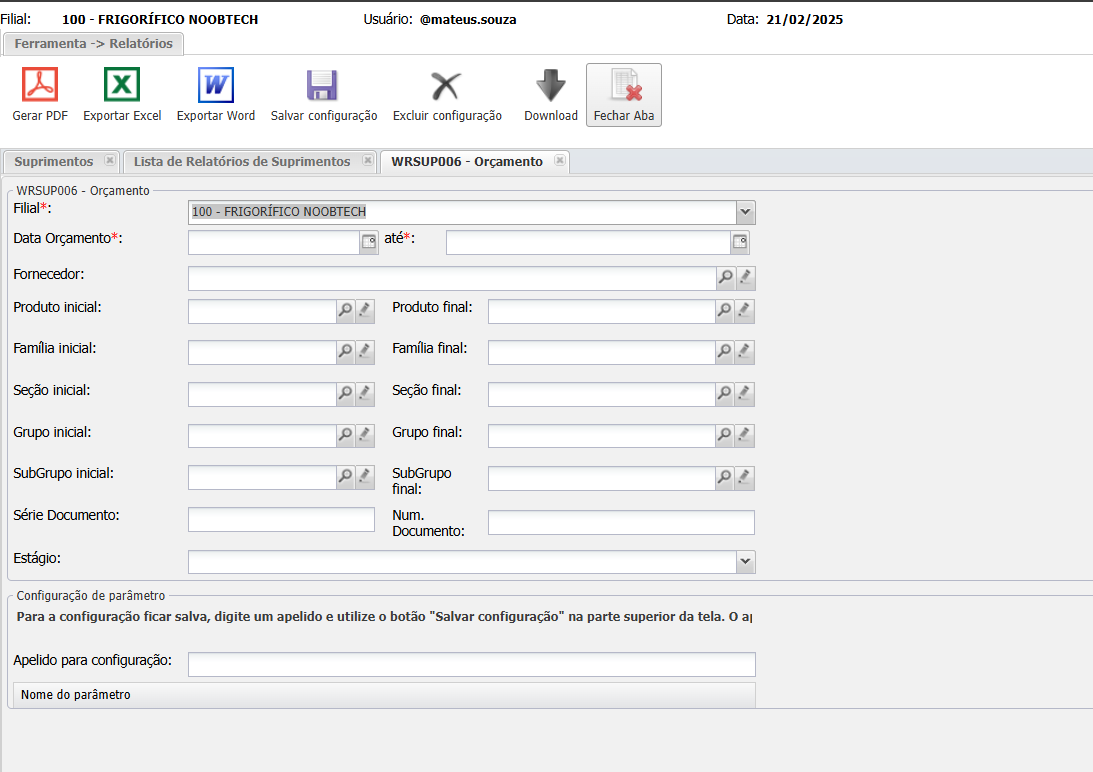 Filial: 100 - FRIGORÍFICO NOOBTECH Usuário: @mateus.souza Data: 21/02/2025
Ferramenta -> Relatórios
Gerar PDF Exportar Excel Exportar Word Salvar configuração Excluir configuração Download Fechar Aba
Suprimentos Lista de Relatórios de Suprimentos WRSUP006 - Orçamento
WRSUP006 - Orçamento
Filial*: 100 - FRIGORÍFICO NOOBTECH
Data Orçamento*: até*:
Fornecedor:
Produto inicial: Produto final:
Família inicial: Família final:
Seção inicial: Seção final:
Grupo inicial: Grupo final:
SubGrupo inicial: SubGrupo
final:
Série Documento: Num.
Documento:
Estágio:
Configuração de parâmetro
Para a configuração ficar salva, digite um apelido e utilize o botão "Salvar configuração" na parte superior da tela. O
Apelido para configuração:
Nome do parâmetro